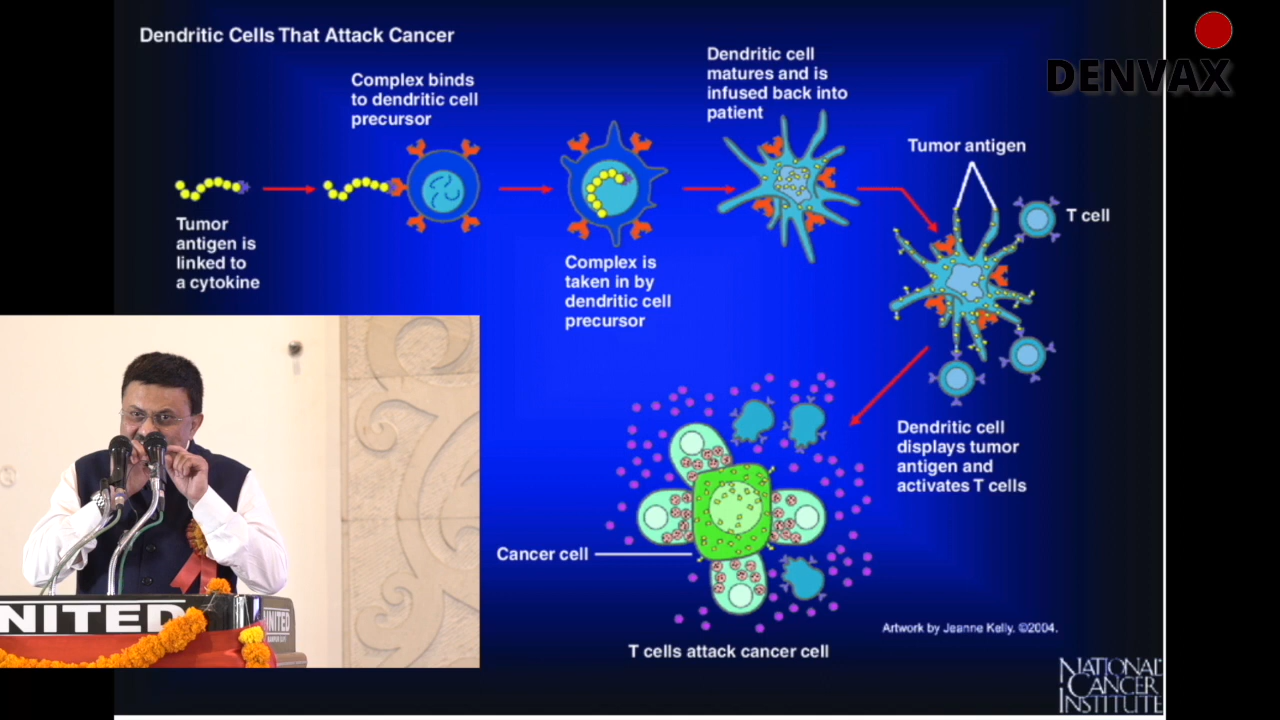 Dendritic Cells That Attack Cancer
DENVAX
Complex binds
to dendritic cell
precursor
Dendritic cell
matures and is
infused back into
patient
Tumor antigen
T cell
Tumor
antigen is
linked to
a cytokine
Complex is
taken in by
dendritic cell
precursor
Dendritic cell
displays tumor
antigen and
activates T cells
Cancer cell
T cells attack cancer cell
Artwork by Jeanne Kelly. ©2004.
NATIONAL
CANCER
INSTITUTE
NITED
UNITED